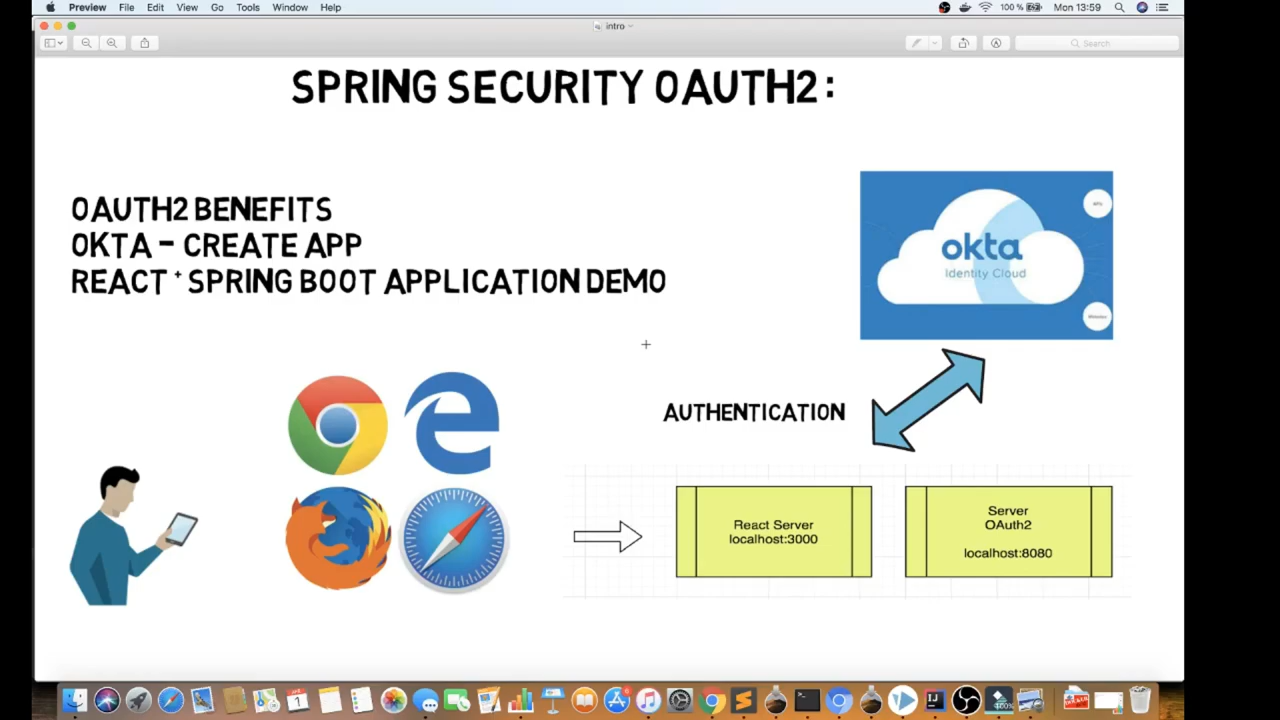 Preview File Edit View Go Tools Window Help
100 % Mon 13:59
intro
Search
SPRING SECURITY OAUTH2:
OAUTH2 BENEFITS
OKTA - CREATE APP
REACT + SPRING BOOT APPLICATION DEMO
okta
Identity Cloud
AUTHENTICATION
React Server
localhost:3000
Server
OAuth2
localhost:8080